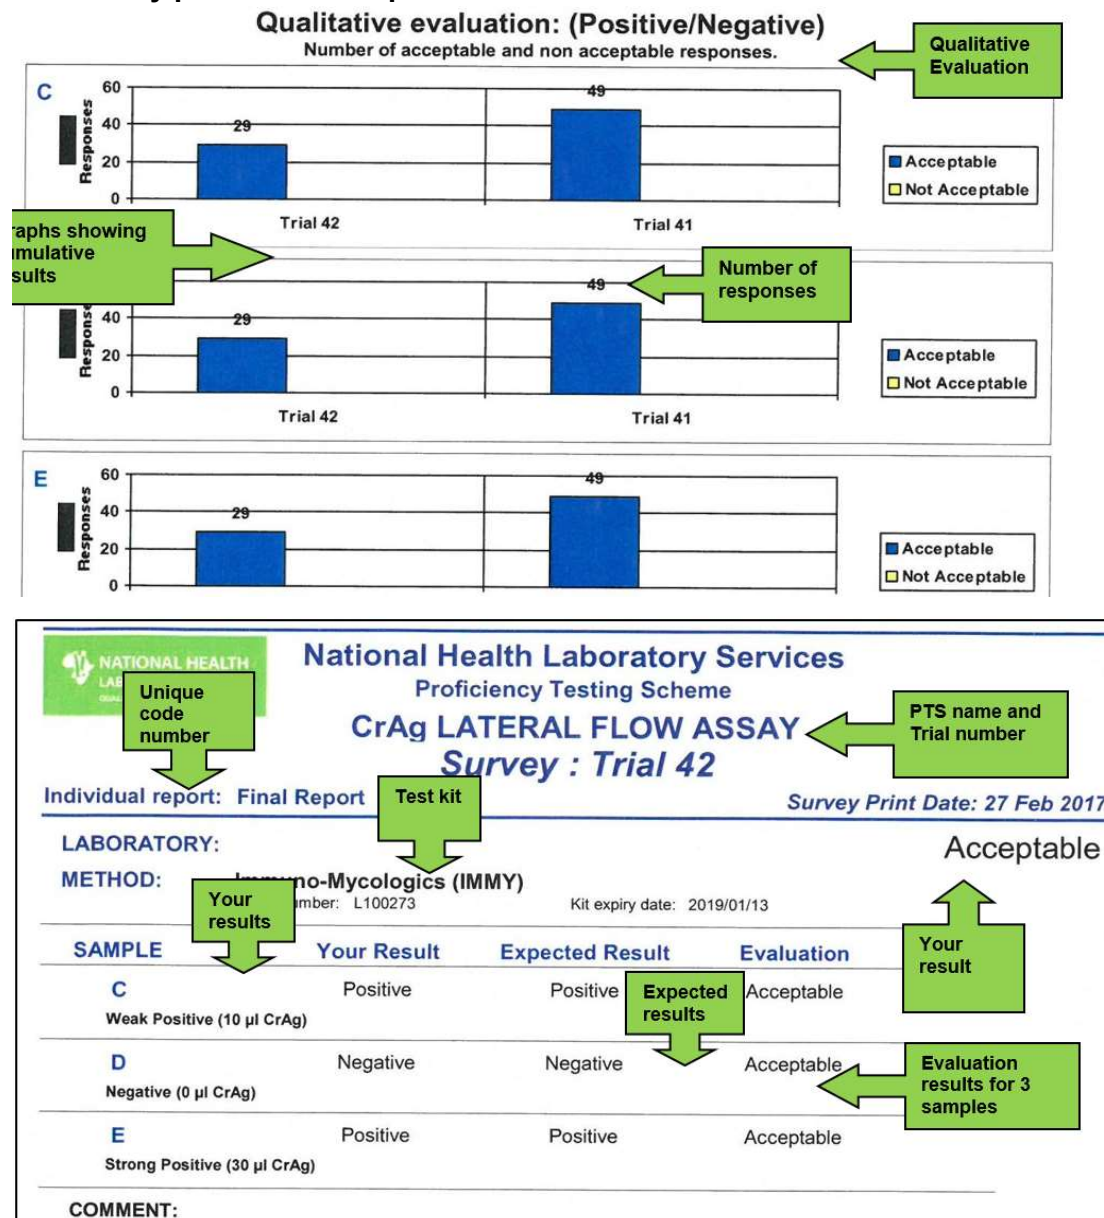 Qualitative evaluation: (Positive/Negative)
Number of acceptable and non acceptable responses.
Qualitative
Evaluation
C
60
40
20
0
Responses
29
49
Trial 42
Trial 41
Acceptable
Not Acceptable
raphs showing
mulative
sults
Number of
responses
40
20
0
Responses
29
49
Trial 42
Trial 41
Acceptable
Not Acceptable
E
60
40
20
0
Responses
29
49
Acceptable
Not Acceptable
NATIONAL HEALTH
Unique
code
number
National Health Laboratory Services
Proficiency Testing Scheme
CrAg LATERAL FLOW ASSAY
Survey : Trial 42
PTS name and
Trial number
Individual report: Final Report
Test kit
Survey Print Date: 27 Feb 2017
LABORATORY:
Acceptable
METHOD:
no-Mycologics (IMMY)
Your
results
umber: L100273
Kit expiry date: 2019/01/13
Your
result
SAMPLE Your Result Expected Result Evaluation
C Positive Positive Acceptable
Weak Positive (10 µl CrAg)
Expected
results
D Negative Negative Acceptable
Negative (0 µl CrAg)
Evaluation
results for 3
samples
E Positive Positive Acceptable
Strong Positive (30 µl CrAg)
COMMENT: